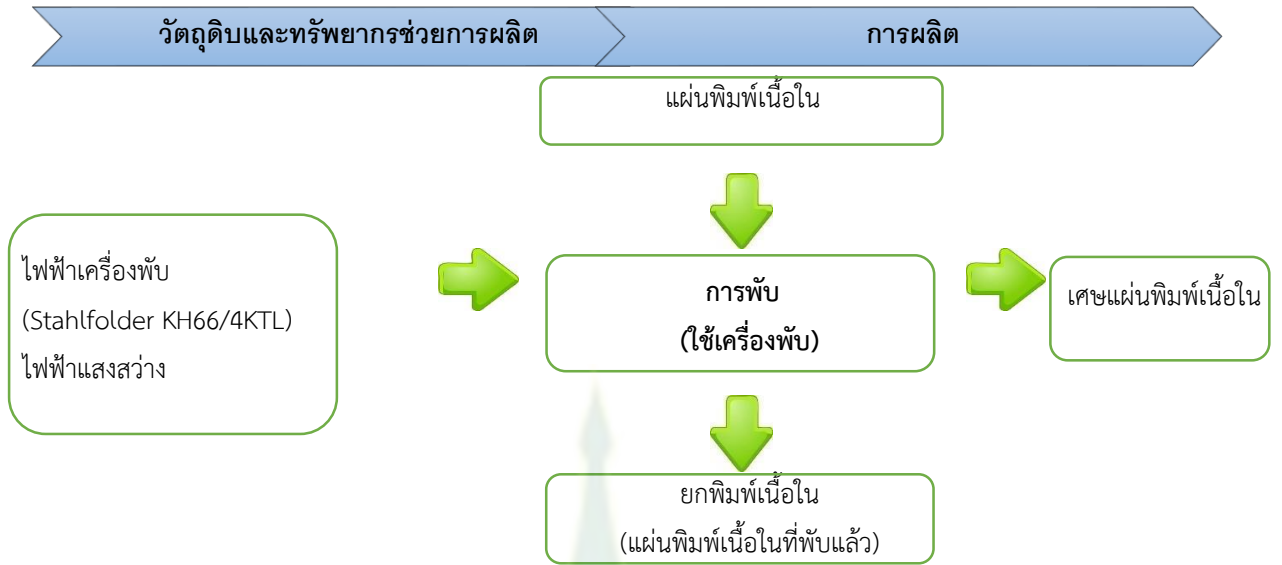 วัตถุดิบและทรัพยากรช่วยการผลิต
การผลิต
แผ่นพิมพ์เนื้อใน
ไฟฟ้าเครื่องพับ
(Stahlfolder KH66/4KTL)
ไฟฟ้าแสงสว่าง
การพับ
(ใช้เครื่องพับ)
เศษแผ่นพิมพ์เนื้อใน
ยกพิมพ์เนื้อใน
(แผ่นพิมพ์เนื้อในที่พับแล้ว)